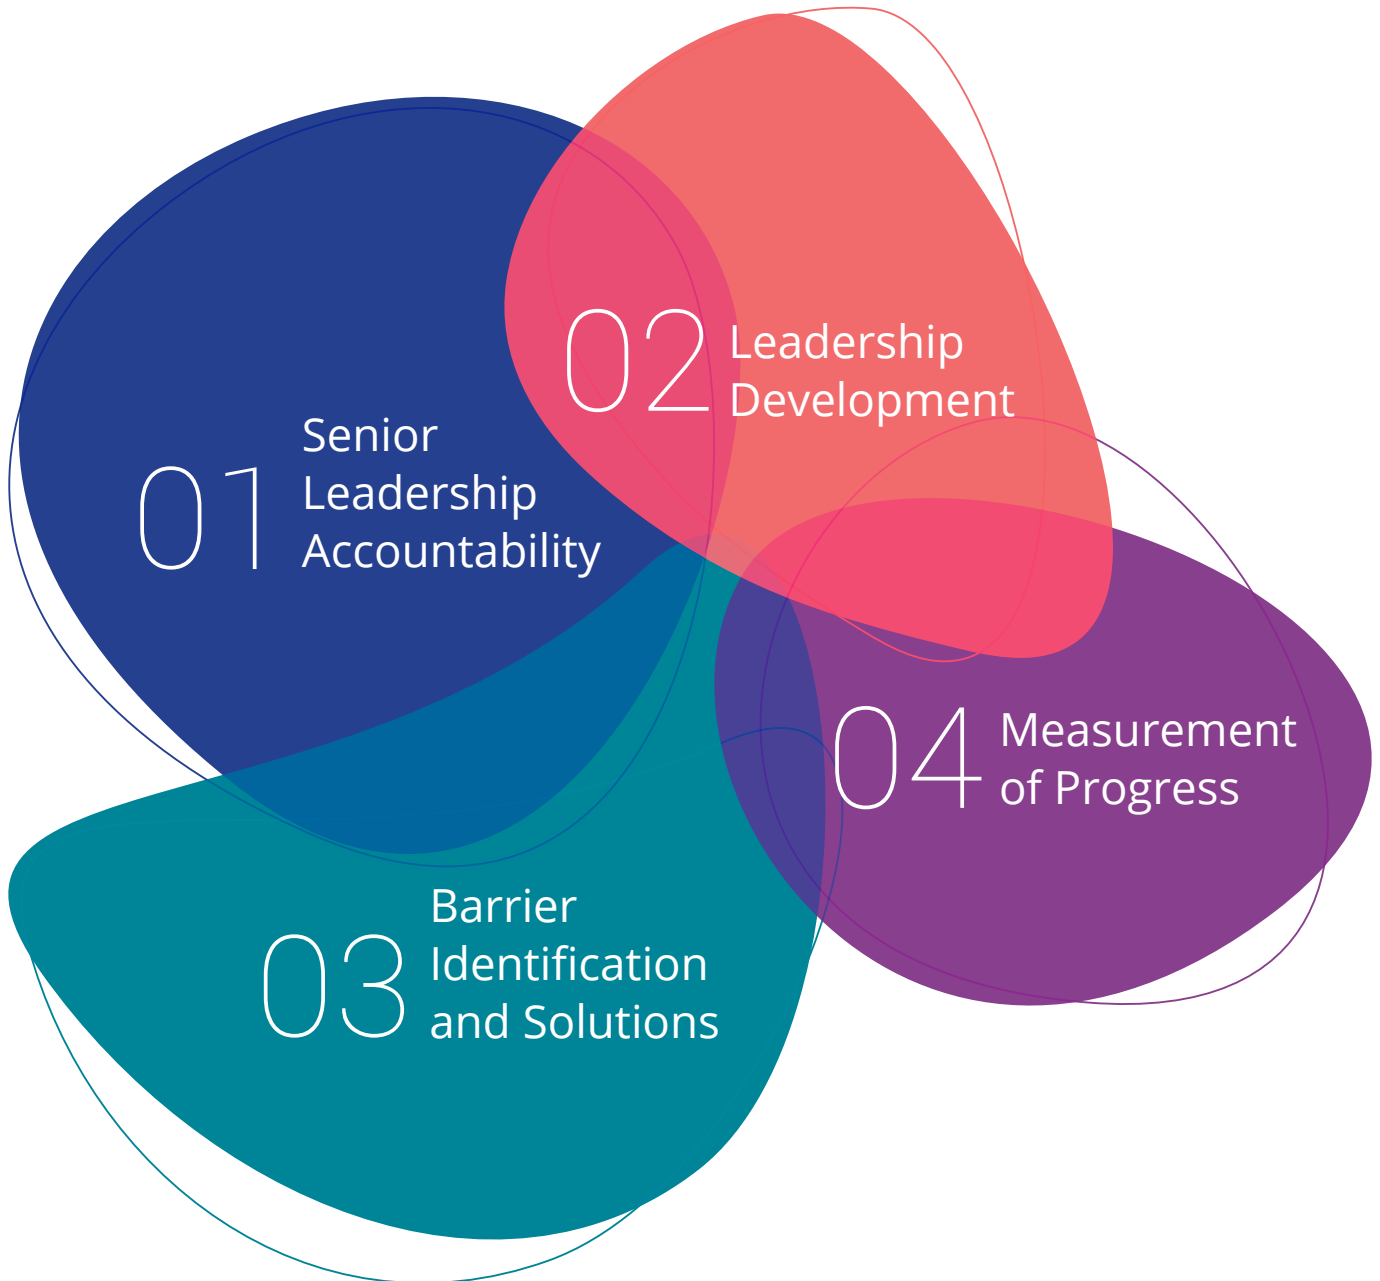 01
Senior
Leadership
Accountability
02
Leadership
Development
03
Barrier
Identification
and Solutions
04
Measurement
of Progress